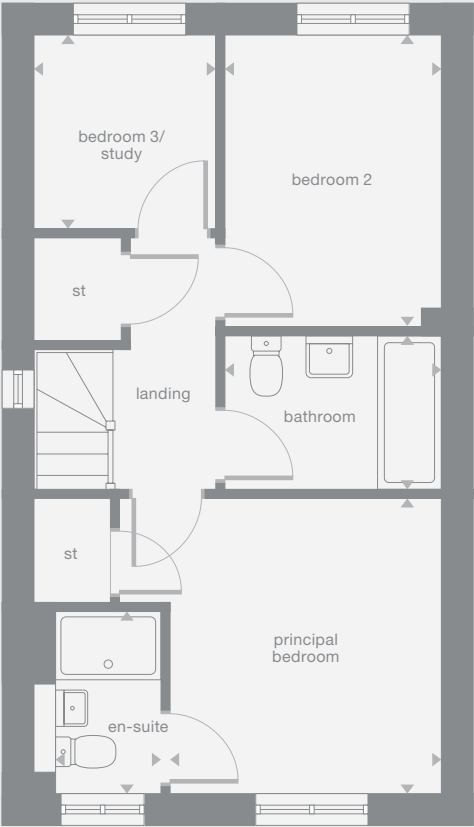 bedroom 3/
study
bedroom 2
st
landing
bathroom
st
principal
bedroom
en-suite